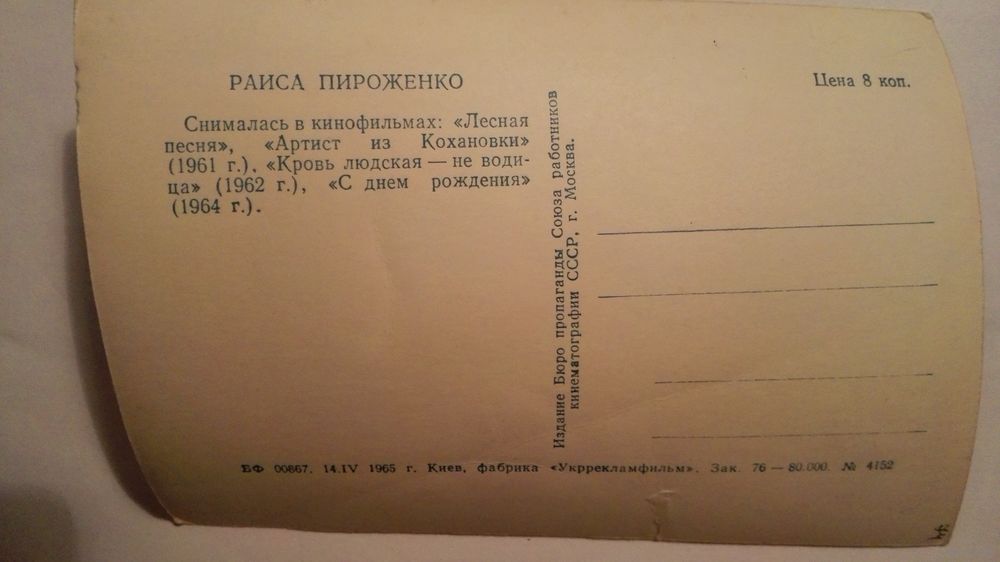 РАИСА ПИРОЖЕНКО
Снималась в кинофильмах: «Лесная
песня», «Артист из Кохановки»
(1961 г.), «Кровь людская — не води-
ца» (1962 г.), «С днем рождения»
(1964 г.).
Издание Бюро пропаганды Союза работников
кинематографии СССР, г. Москва.
Цена 8 коп.
БФ 00867. 14.IV 1965 г. Киев, фабрика «Укррекламфильм». Зак. 76 — 80.000. № 4152